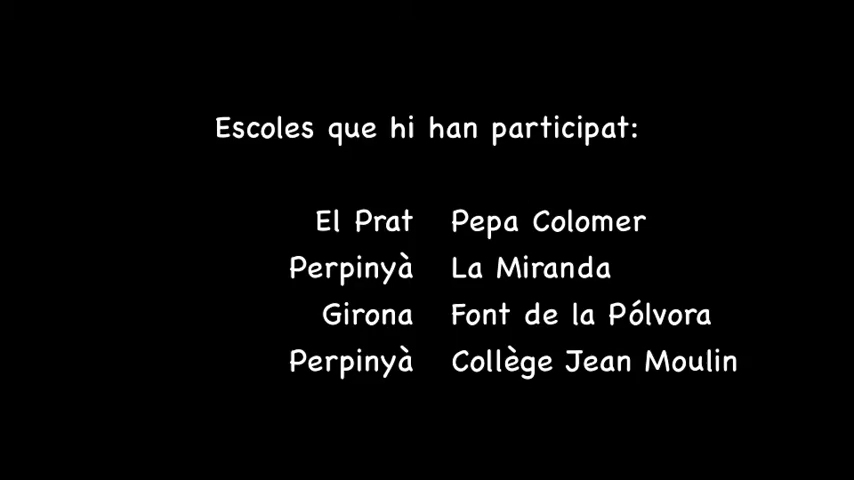 Escoles que hi han participat:
El Prat Pepa Colomer
Perpinyà La Miranda
Girona Font de la Pólvora
Perpinyà Collège Jean Moulin